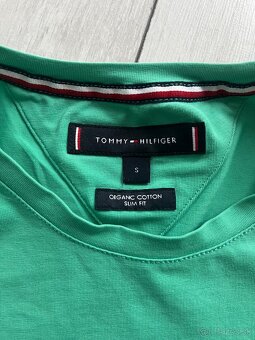 TOMMY HILFIGER
S
ORGANIC COTTON
SLIM FIT